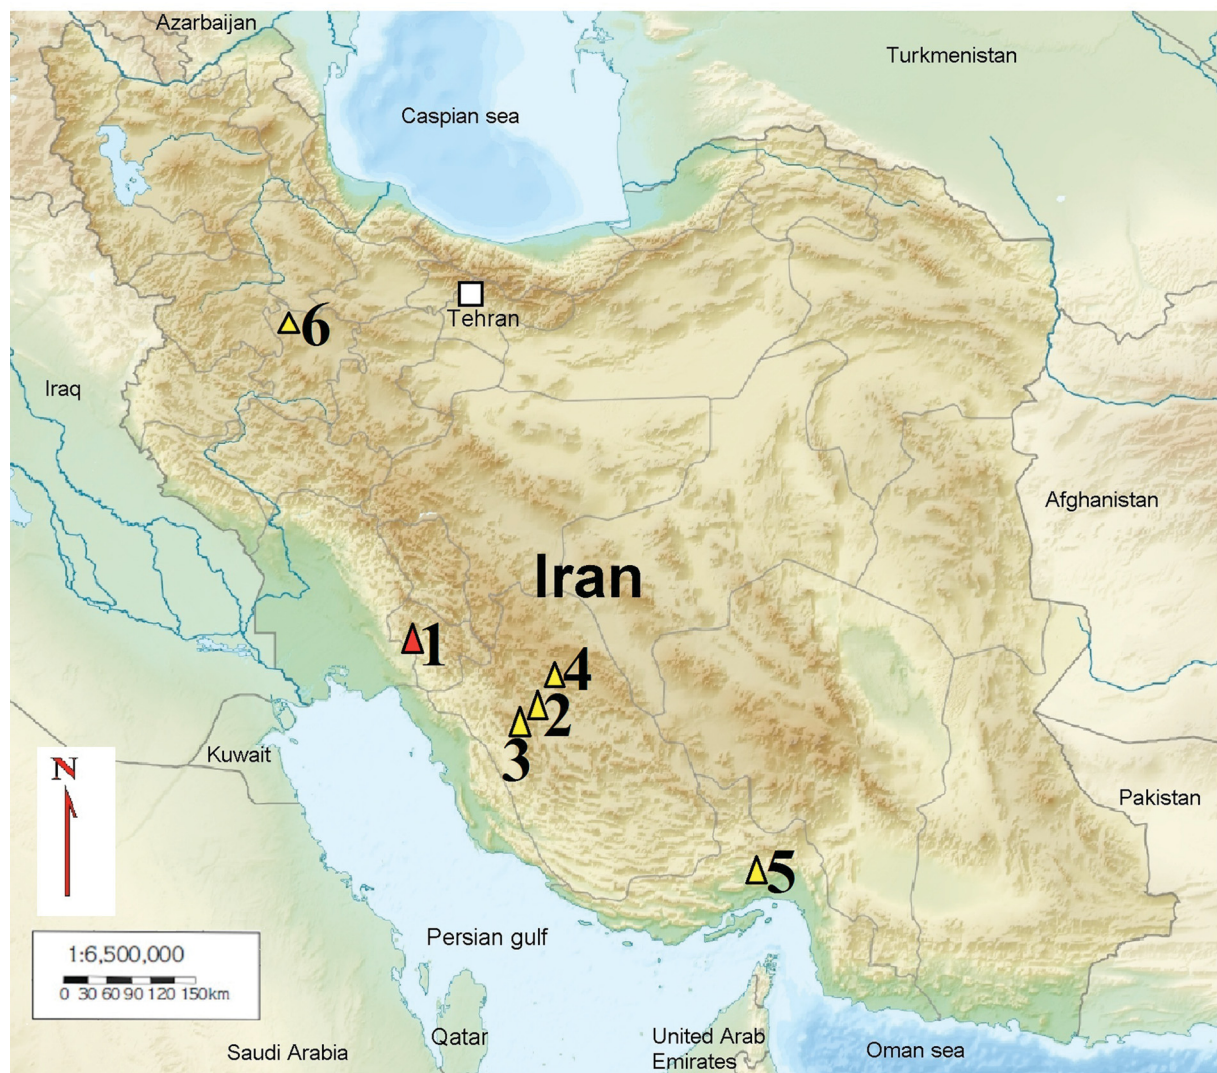 Azarbaijan
Turkmenistan
Caspian sea
Tehran
6
Iraq
Afghanistan
Iran
1
4
2
3
Kuwait
N
Pakistan
5
Persian gulf
1:6,500,000
0 30 60 90 120 150km
Qatar
United Arab
Emirates
Oman sea
Saudi Arabia